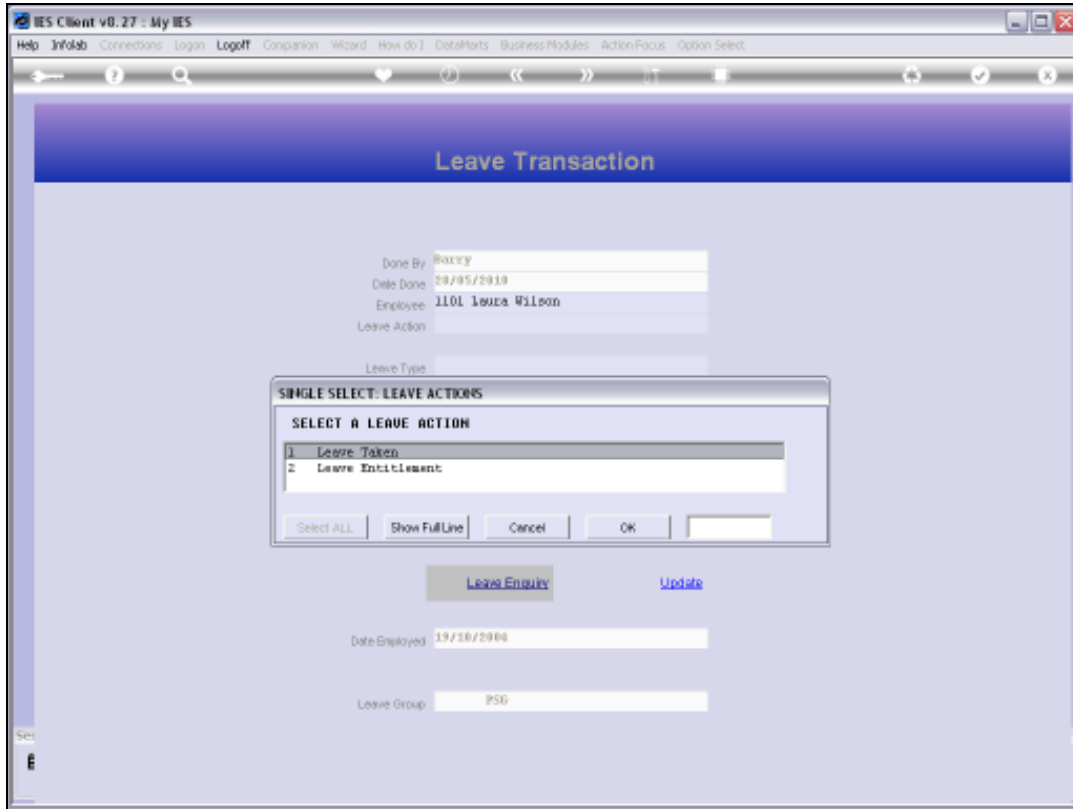 IES Client v8.27 : My IES
Help Infolab Connections Logon Logoff Companion Wizard How do I DataMarts Business Modules Action Focus Option Select
Leave Transaction
Done By Barry
Date Done 20/05/2010
Employee 1101 Laura Wilson
Leave Action
Leave Type
SINGLE SELECT: LEAVE ACTIONS
SELECT A LEAVE ACTION
1 Leave Taken
2 Leave Entitlement
Select ALL Show Full Line Cancel OK
Leave Enquiry Update
Date Employed 19/10/2004
Leave Group PSG